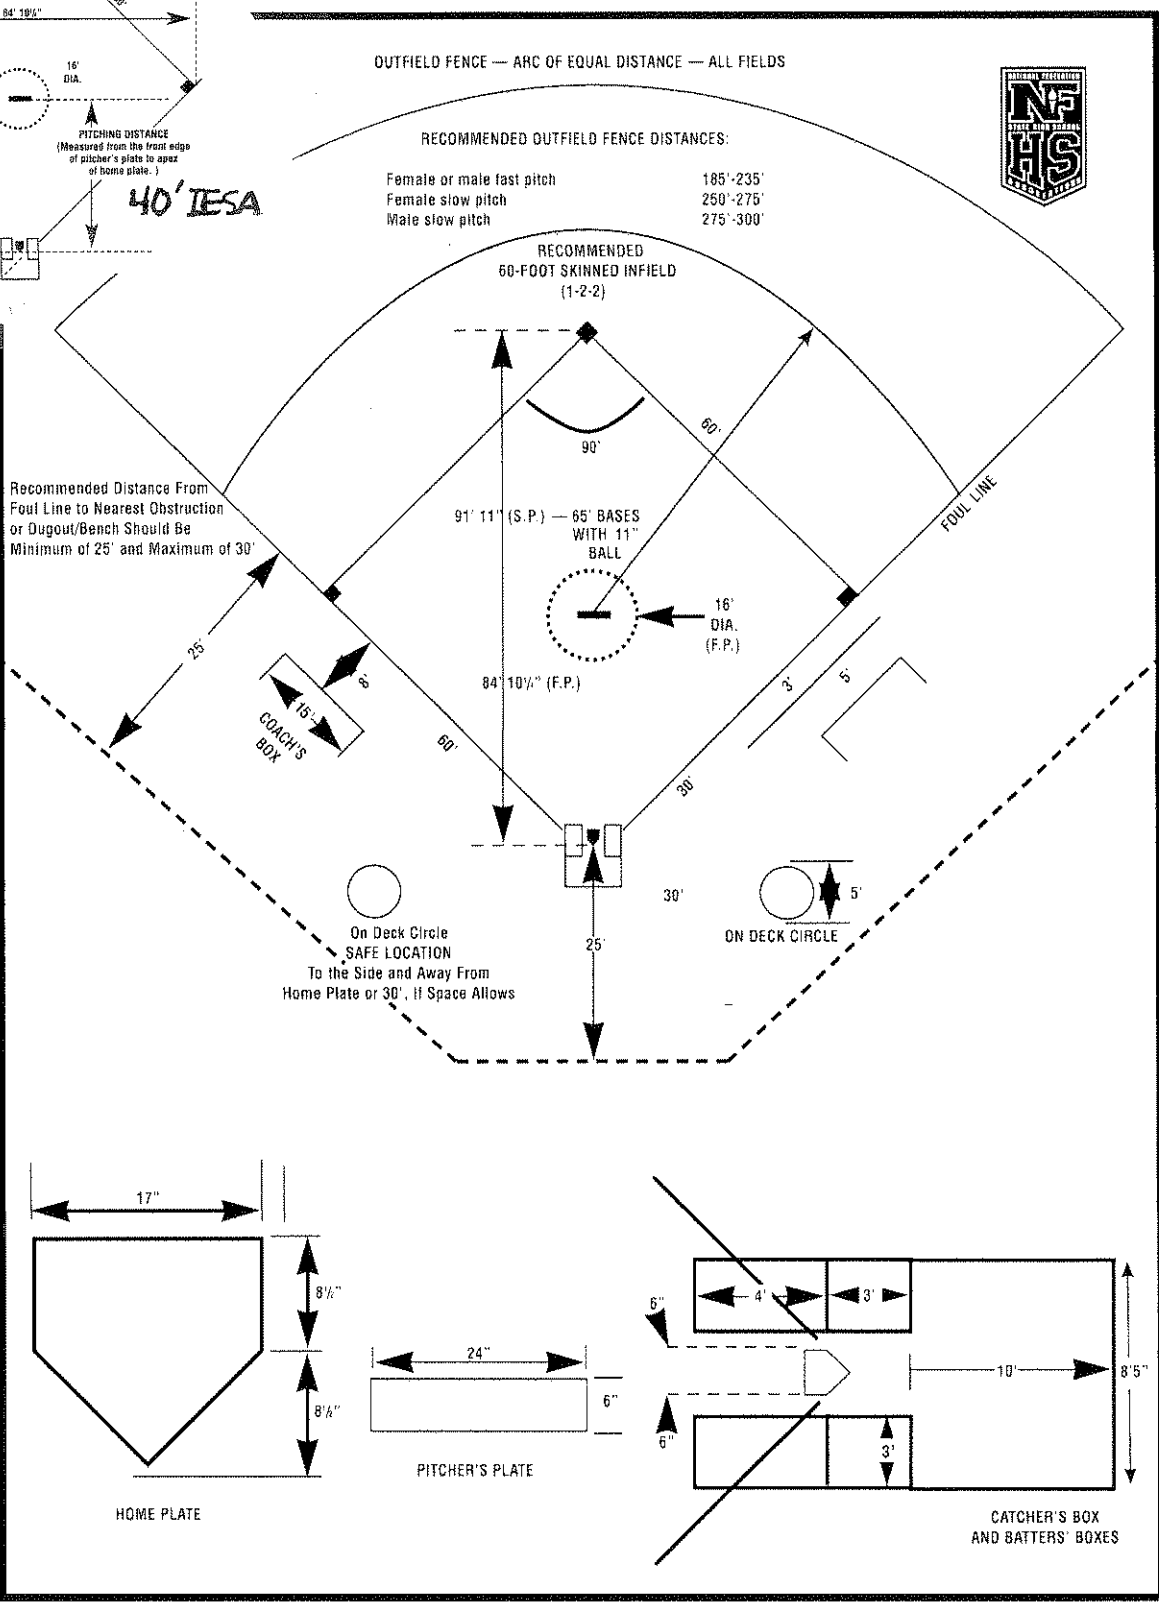 84' 10¼"
16'
DIA.
PITCHING DISTANCE
(Measured from the front edge
of pitcher's plate to apex
of home plate. )
40' IESA
OUTFIELD FENCE — ARC OF EQUAL DISTANCE — ALL FIELDS
NATIONAL FEDERATION
NF
STATE HIGH SCHOOL
HS
ASSOCIATIONS
RECOMMENDED OUTFIELD FENCE DISTANCES:
Female or male fast pitch 185'-235'
Female slow pitch 250'-275'
Male slow pitch 275'-300'
RECOMMENDED
60-FOOT SKINNED INFIELD
(1-2-2)
60'
90'
Recommended Distance From
Foul Line to Nearest Obstruction
or Dugout/Bench Should Be
Minimum of 25' and Maximum of 30'
FOUL LINE
91' 11" (S.P.) — 65' BASES
WITH 11"
BALL
16'
DIA.
(F.P.)
25'
8'
15'
COACH'S
BOX
84' 10¼" (F.P.)
3'
5'
60'
30'
30'
5'
On Deck Circle
SAFE LOCATION
To the Side and Away From
Home Plate or 30', If Space Allows
25'
ON DECK CIRCLE
17"
8½"
8½"
HOME PLATE
24"
6"
PITCHER'S PLATE
6"
6"
4'
3'
10'
8'5"
3'
CATCHER'S BOX
AND BATTERS' BOXES